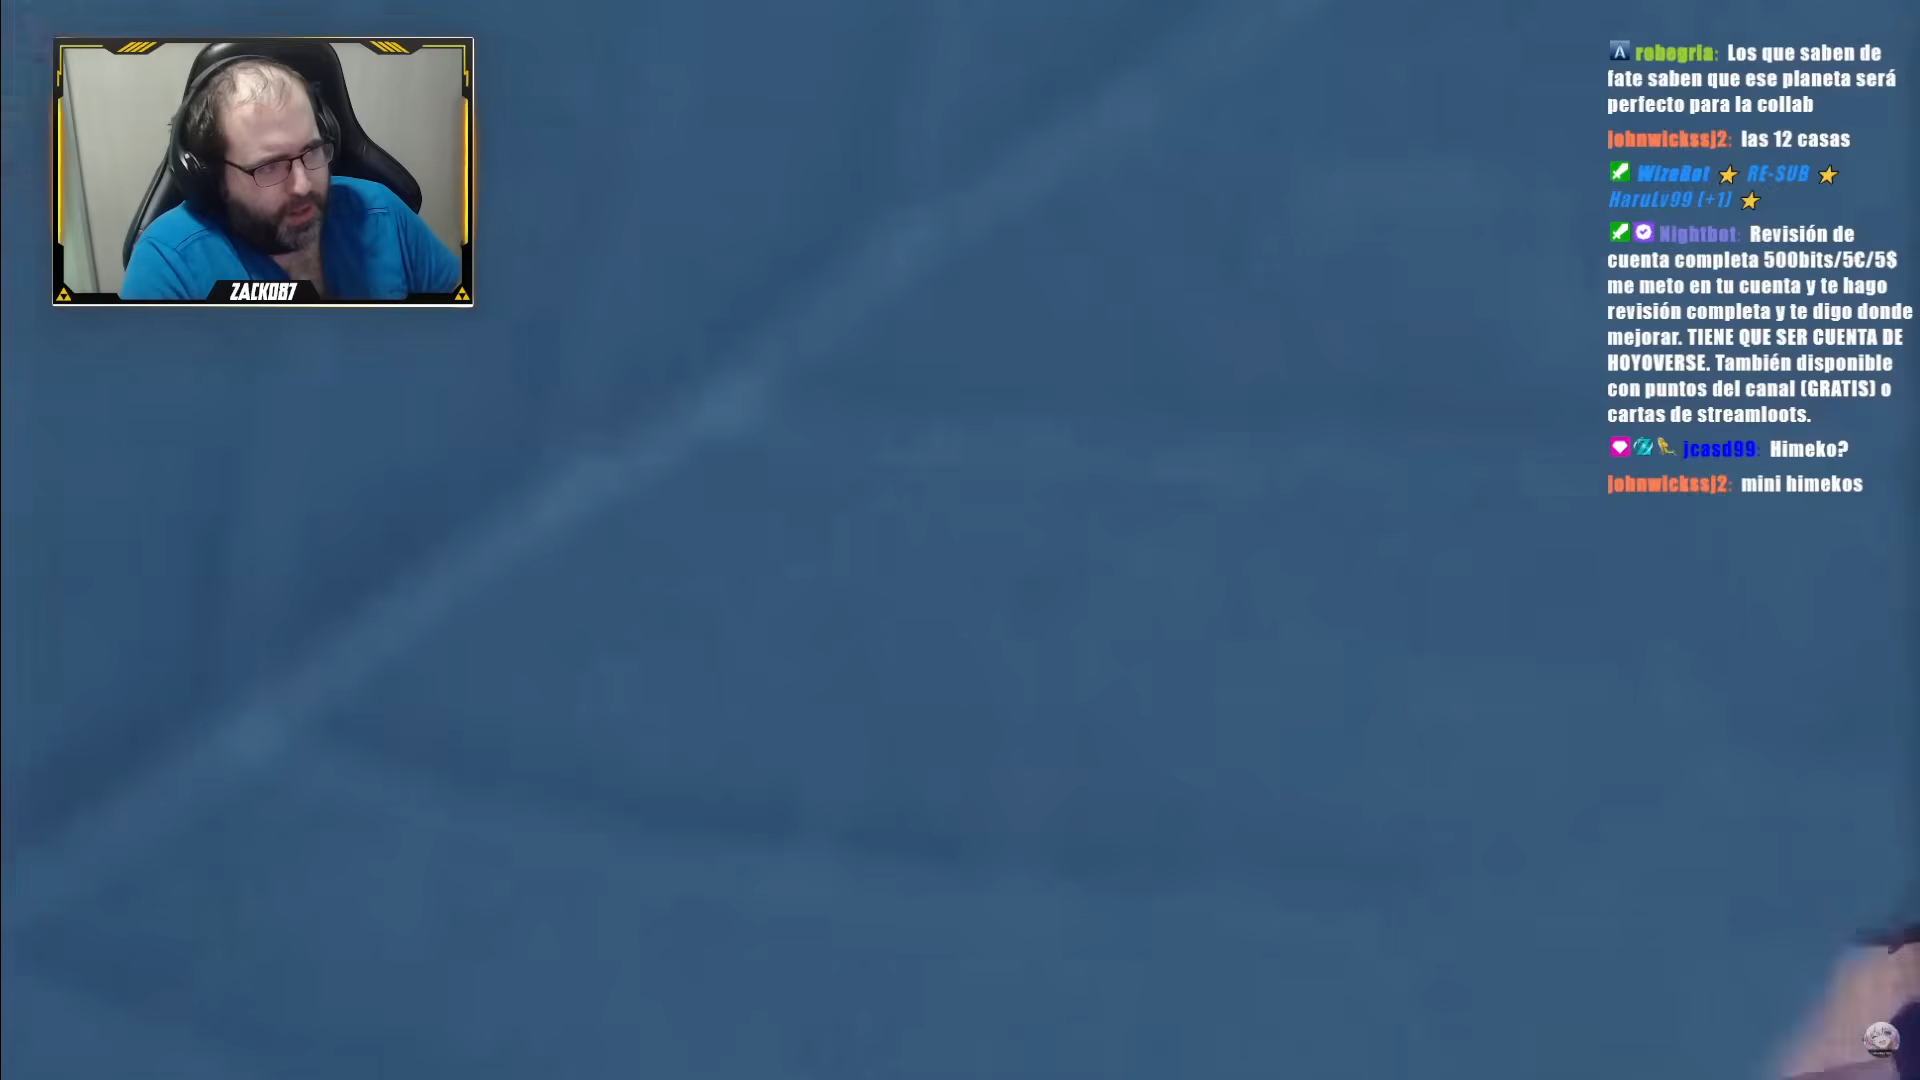 ZACK087
robegria: Los que saben de
fate saben que ese planeta será
perfecto para la collab
johnwickssj2: las 12 casas
WizeBot ★ RE-SUB ★
HaruLv99 (+1) ★
Nightbot: Revisión de
cuenta completa 500bits/5€/5$
me meto en tu cuenta y te hago
revisión completa y te digo donde
mejorar. TIENE QUE SER CUENTA DE
HOYOVERSE. También disponible
con puntos del canal (GRATIS) o
cartas de streamloots.
jcasd99: Himeko?
johnwickssj2: mini himekos